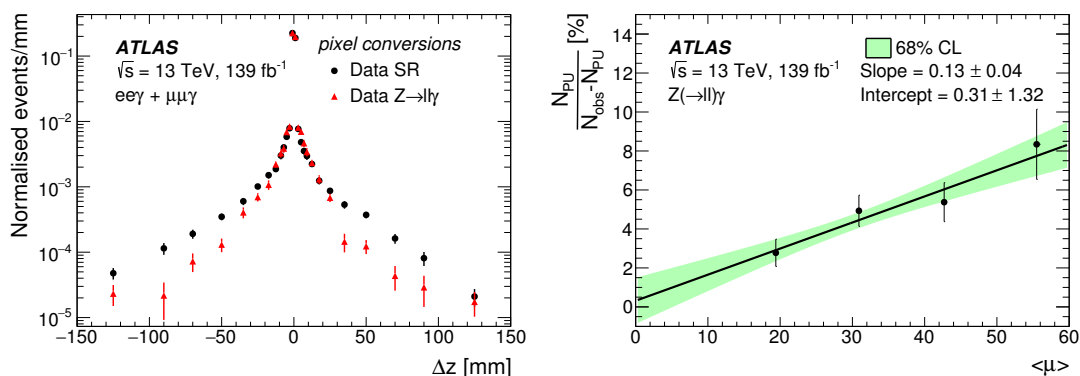 Normalised events/mm
10⁻¹
10⁻²
10⁻³
10⁻⁴
10⁻⁵
ATLAS
√s = 13 TeV, 139 fb⁻¹
eeγ + μμγ
pixel conversions
Data SR
Data Z→llγ
−150 −100 −50 0 50 100 150
Δz [mm]
N_PU / N_obs-N_PU [%]
14
12
10
8
6
4
2
0
ATLAS
√s = 13 TeV, 139 fb⁻¹
Z(→ll)γ
68% CL
Slope = 0.13 ± 0.04
Intercept = 0.31 ± 1.32
0 10 20 30 40 50 60
<μ>